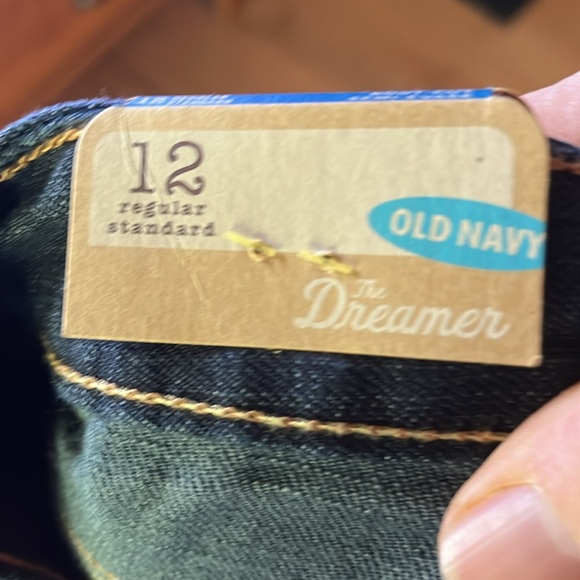 12
regular
standard
OLD NAVY
The
Dreamer